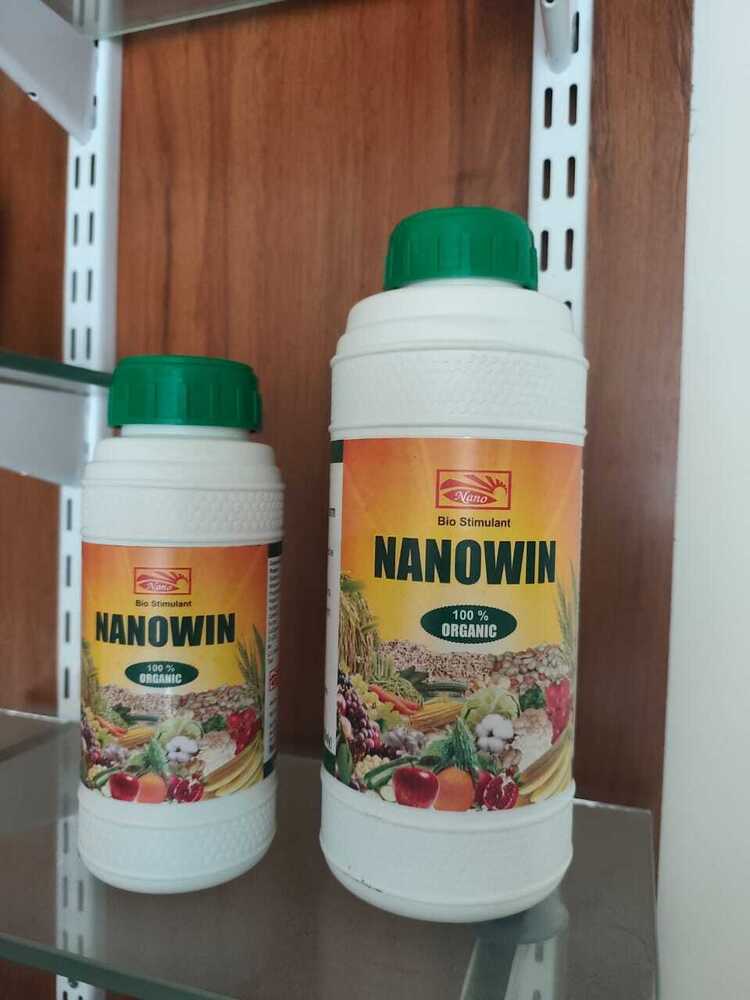 Nano
Bio Stimulant
NANOWIN
100 %
ORGANIC
Nano
Bio Stimulant
NANOWIN
100 %
ORGANIC